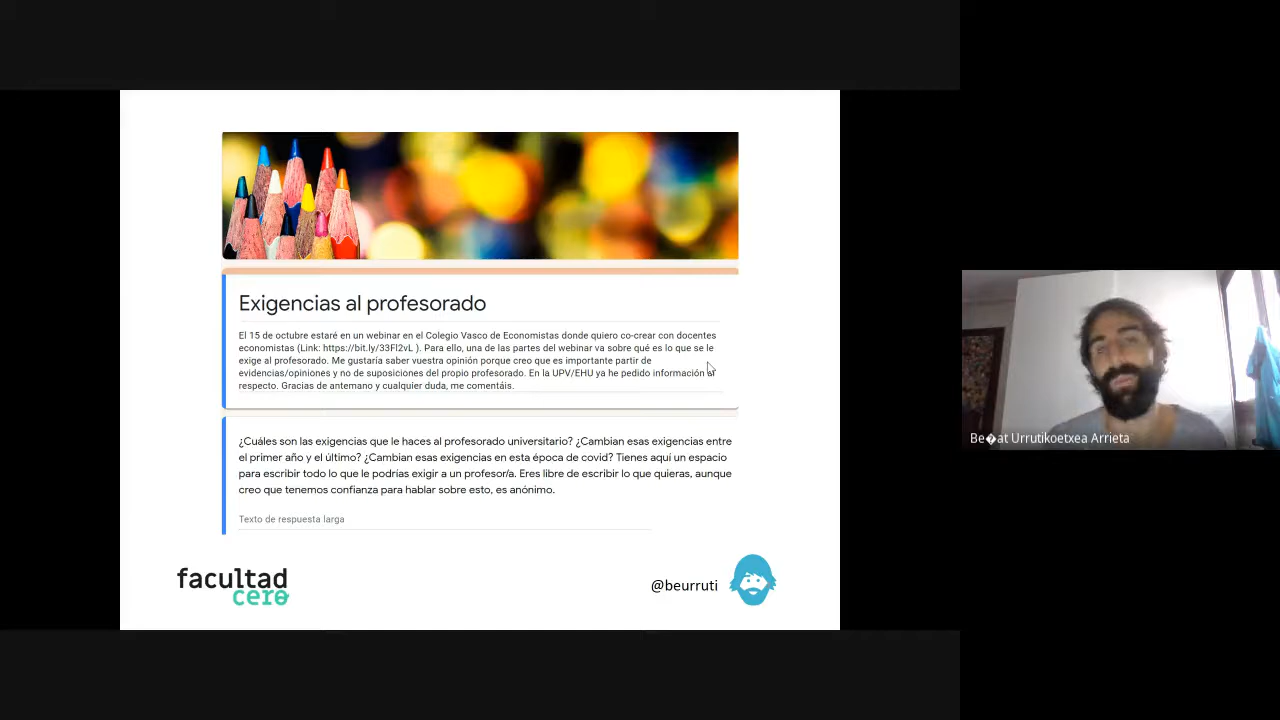 Exigencias al profesorado
El 15 de octubre estaré en un webinar en el Colegio Vasco de Economistas donde quiero co-crear con docentes
economistas (Link: https://bit.ly/33Fl2vL ). Para ello, una de las partes del webinar va sobre qué es lo que se le
exige al profesorado. Me gustaría saber vuestra opinión porque creo que es importante partir de
evidencias/opiniones y no de suposiciones del propio profesorado. En la UPV/EHU ya he pedido información al
respecto. Gracias de antemano y cualquier duda, me comentáis.
¿Cuáles son las exigencias que le haces al profesorado universitario? ¿Cambian esas exigencias entre
el primer año y el último? ¿Cambian esas exigencias en esta época de covid? Tienes aquí un espacio
para escribir todo lo que le podrías exigir a un profesor/a. Eres libre de escribir lo que quieras, aunque
creo que tenemos confianza para hablar sobre esto, es anónimo.
Texto de respuesta larga
facultad
cero
@beurruti
Be�at Urrutikoetxea Arrieta